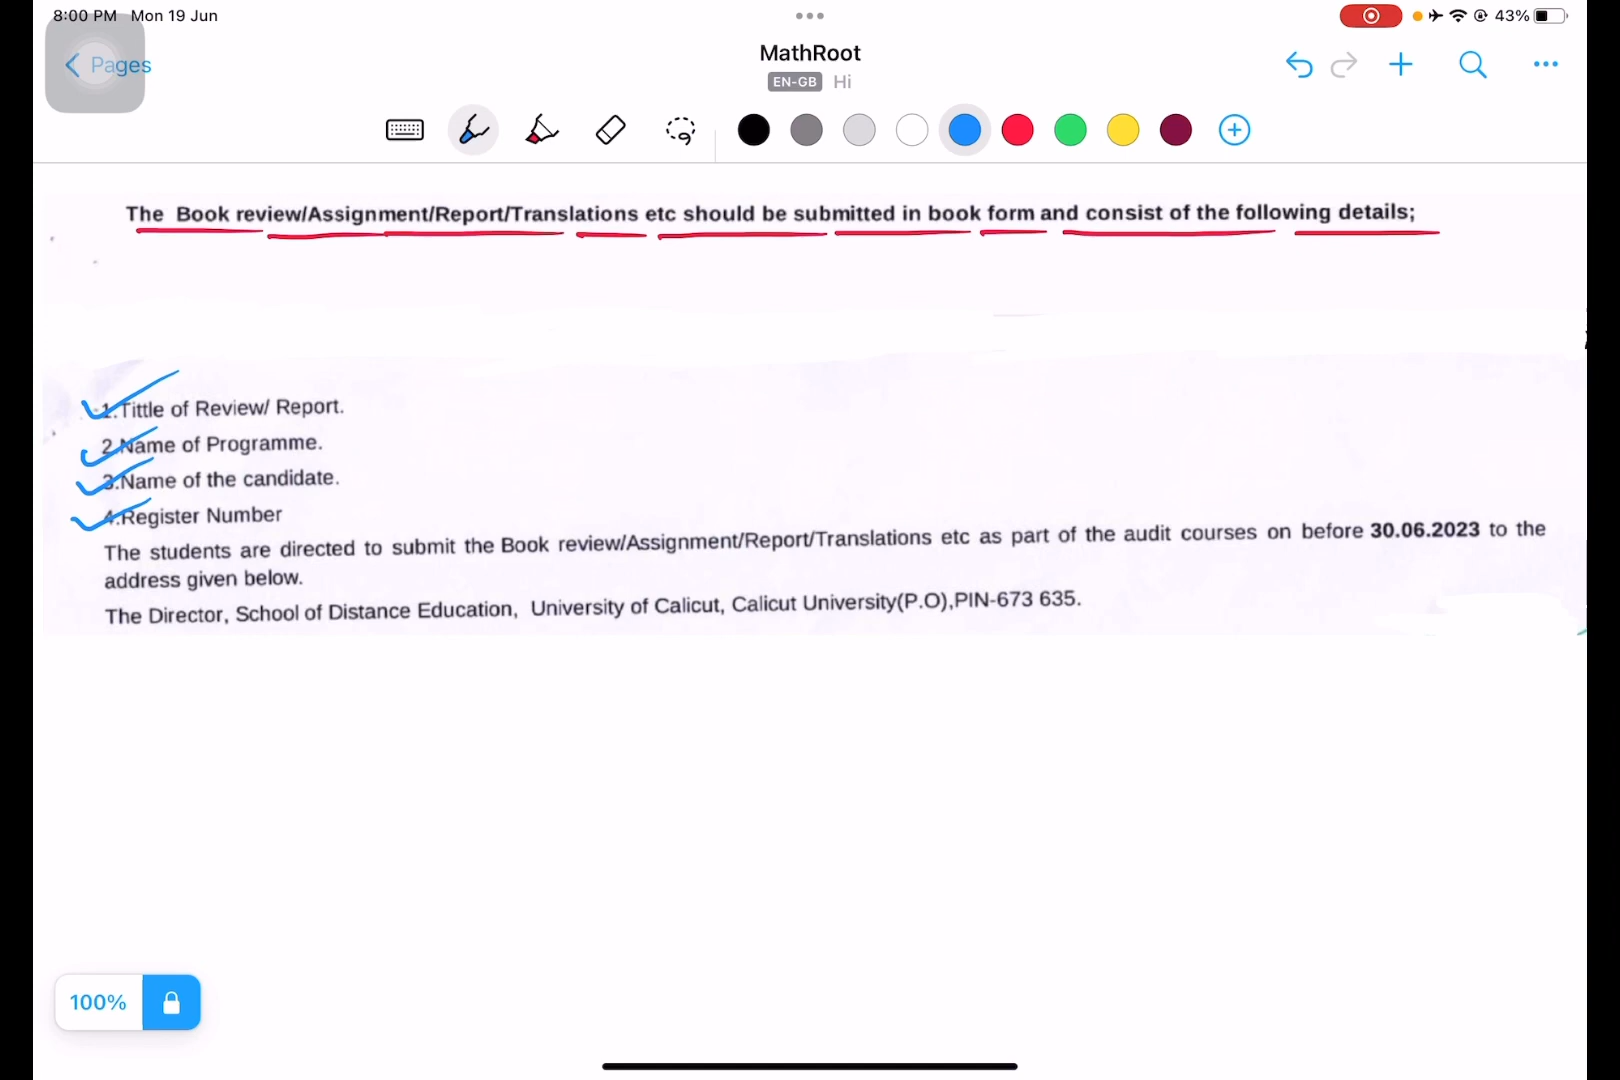 8:00 PM Mon 19 Jun
43%
Pages
MathRoot
EN-GB Hi
The Book review/Assignment/Report/Translations etc should be submitted in book form and consist of the following details;
1.Tittle of Review/ Report.
2.Name of Programme.
3.Name of the candidate.
4.Register Number
The students are directed to submit the Book review/Assignment/Report/Translations etc as part of the audit courses on before 30.06.2023 to the
address given below.
The Director, School of Distance Education, University of Calicut, Calicut University(P.O),PIN-673 635.
100%